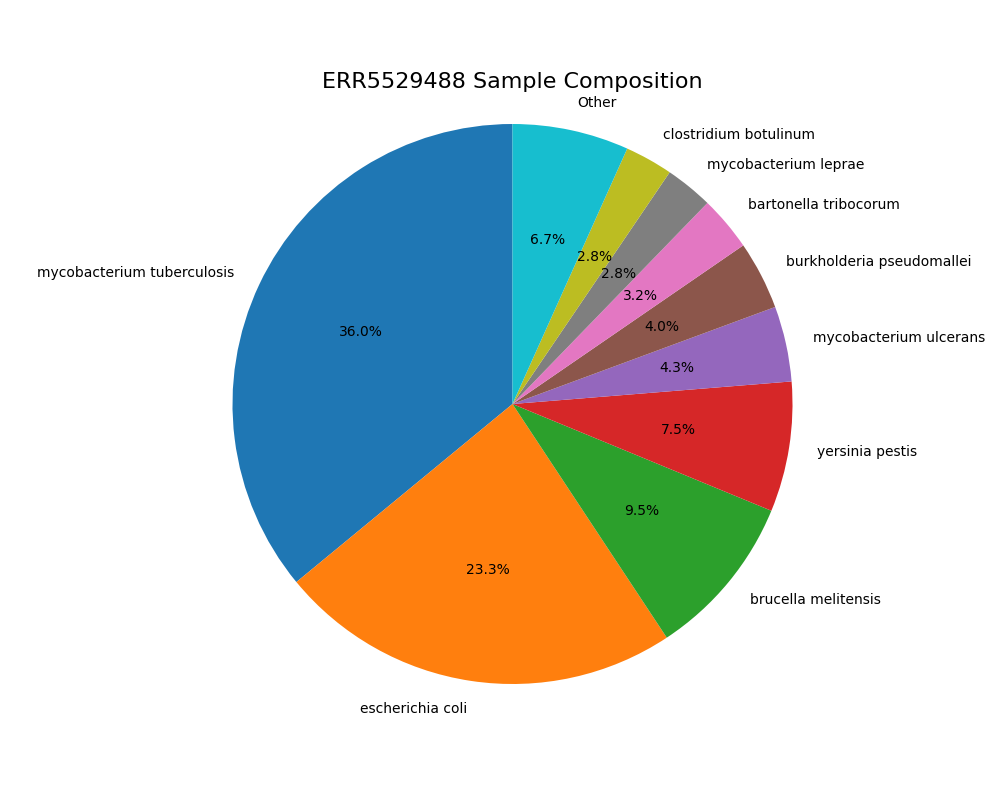 ERR5529488 Sample Composition
Other
clostridium botulinum
mycobacterium leprae
bartonella tribocorum
burkholderia pseudomallei
mycobacterium ulcerans
yersinia pestis
brucella melitensis
escherichia coli
mycobacterium tuberculosis
6.7%
2.8%
2.8%
3.2%
4.0%
4.3%
7.5%
9.5%
23.3%
36.0%